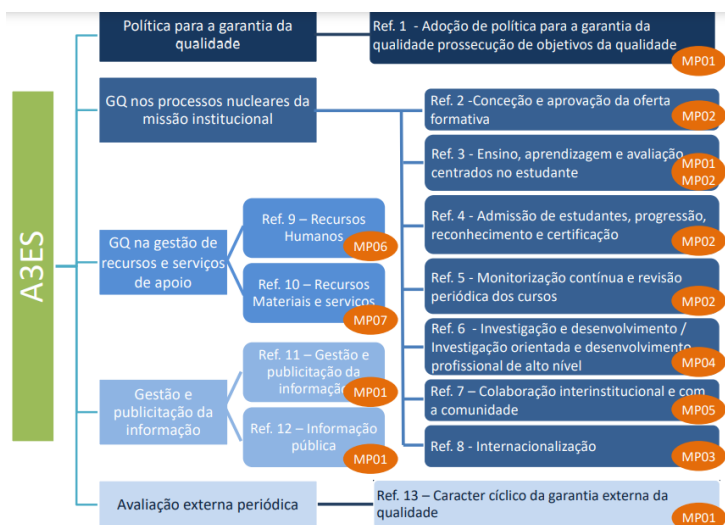 A3ES
Política para a garantia da
qualidade
Ref. 1 - Adoção de política para a garantia da
qualidade prossecução de objetivos da qualidade
MP01
GQ nos processos nucleares da
missão institucional
Ref. 2 -Conceção e aprovação da oferta
formativa
MP02
Ref. 3 - Ensino, aprendizagem e avaliação
centrados no estudante
MP01
MP02
Ref. 4 - Admissão de estudantes, progressão,
reconhecimento e certificação
MP02
Ref. 5 - Monitorização contínua e revisão
periódica dos cursos
MP02
Ref. 6 - Investigação e desenvolvimento /
Investigação orientada e desenvolvimento
profissional de alto nível
MP04
Ref. 7 – Colaboração interinstitucional e com
a comunidade
MP05
Ref. 8 - Internacionalização
MP03
GQ na gestão de
recursos e serviços
de apoio
Ref. 9 – Recursos
Humanos
MP06
Ref. 10 – Recursos
Materiais e serviços
MP07
Gestão e
publicitação da
informação
Ref. 11 – Gestão e
publicitação da
informação
MP01
Ref. 12 – Informação
pública
MP01
Avaliação externa periódica
Ref. 13 – Caracter cíclico da garantia externa da
qualidade
MP01